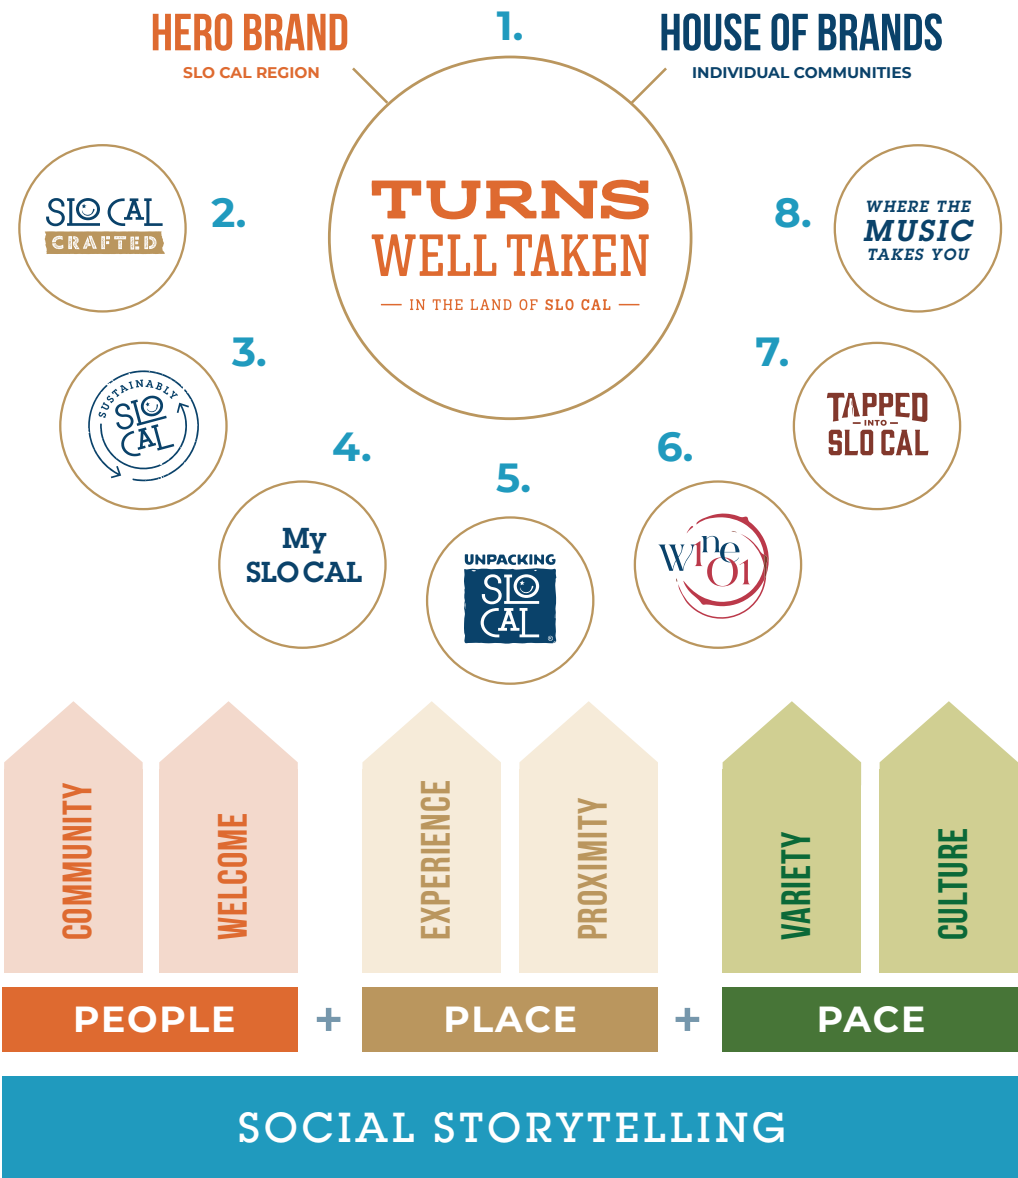 HERO BRAND
SLO CAL REGION
1.
HOUSE OF BRANDS
INDIVIDUAL COMMUNITIES
TURNS
WELL TAKEN
IN THE LAND OF SLO CAL
2.
SLO CAL
CRAFTED
3.
SUSTAINABLY
SLO
CAL
4.
My
SLO CAL
5.
UNPACKING
SLO
CAL
®
6.
Wine
101
7.
TAPPED
INTO
SLO CAL
8.
WHERE THE
MUSIC
TAKES YOU
COMMUNITY
WELCOME
EXPERIENCE
PROXIMITY
VARIETY
CULTURE
PEOPLE + PLACE + PACE
SOCIAL STORYTELLING